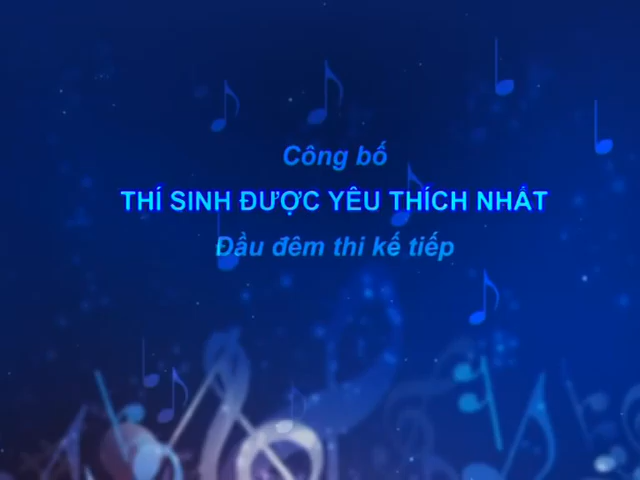 Công bố
THÍ SINH ĐƯỢC YÊU THÍCH NHẤT
Đầu đêm thi kế tiếp